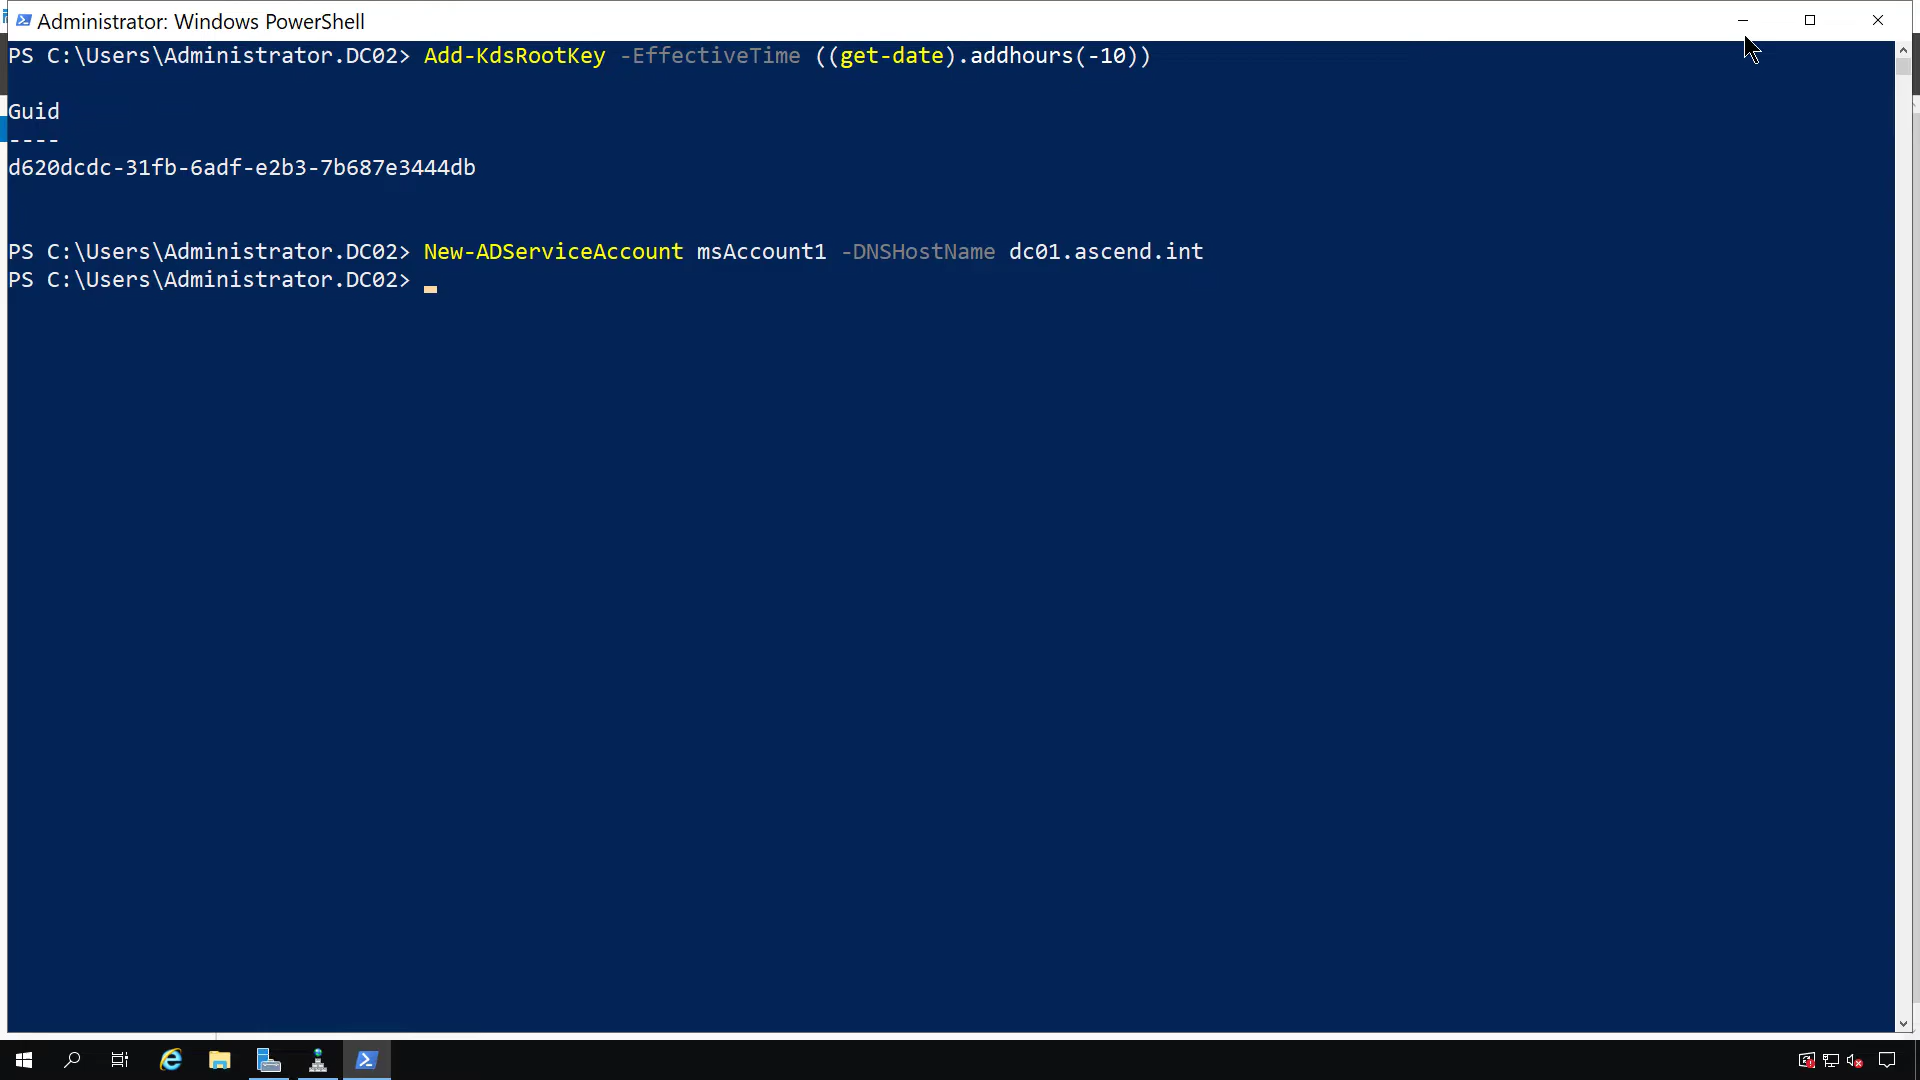 Administrator: Windows PowerShell
PS C:\Users\Administrator.DC02> Add-KdsRootKey -EffectiveTime ((get-date).addhours(-10))
Guid
----
d620dcdc-31fb-6adf-e2b3-7b687e3444db
PS C:\Users\Administrator.DC02> New-ADServiceAccount msAccount1 -DNSHostName dc01.ascend.int
PS C:\Users\Administrator.DC02>